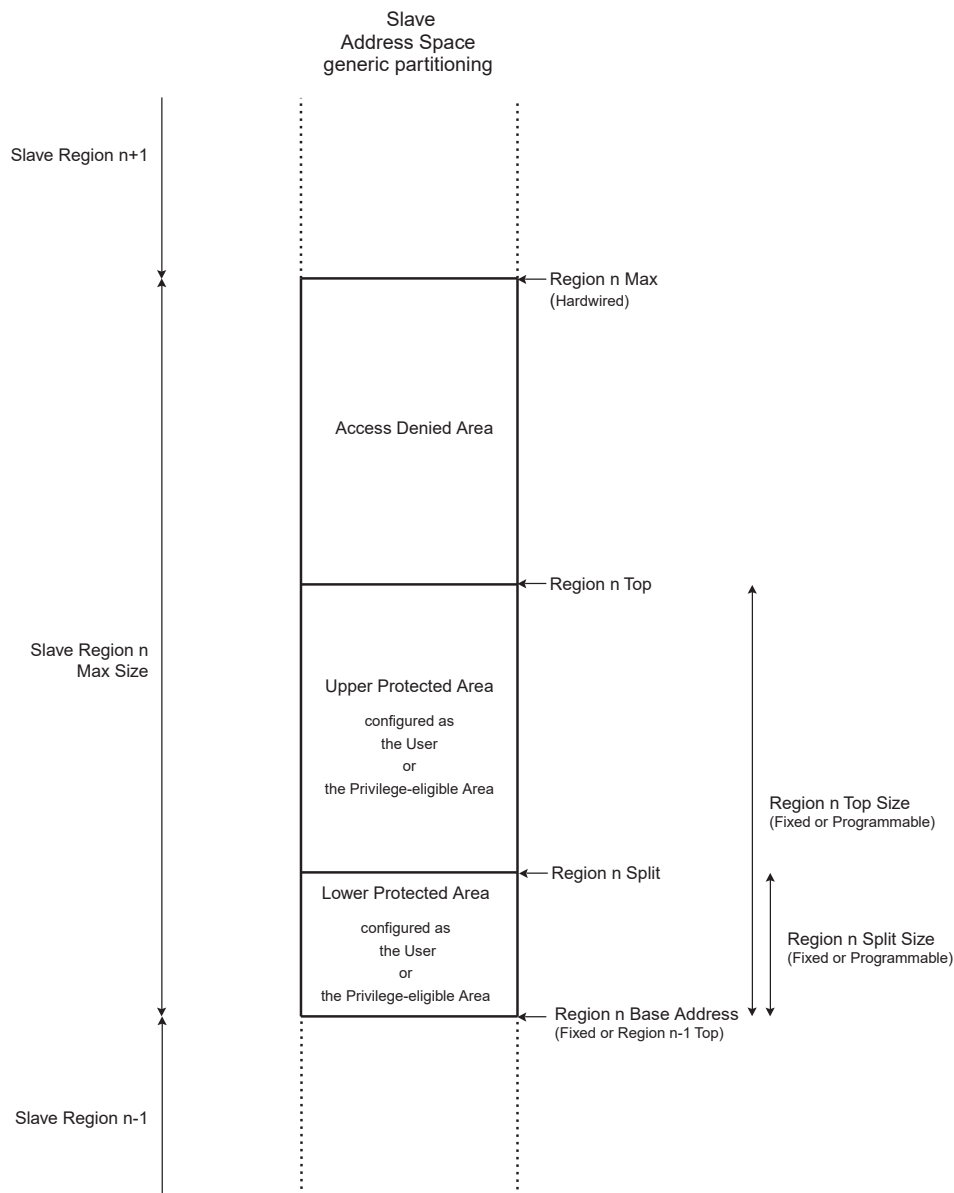 Slave
Address Space
generic partitioning
Slave Region n+1
Region n Max
(Hardwired)
Access Denied Area
Region n Top
Slave Region n
Max Size
Upper Protected Area
configured as
the User
or
the Privilege-eligible Area
Region n Top Size
(Fixed or Programmable)
Region n Split
Lower Protected Area
configured as
the User
or
the Privilege-eligible Area
Region n Split Size
(Fixed or Programmable)
Region n Base Address
(Fixed or Region n-1 Top)
Slave Region n-1